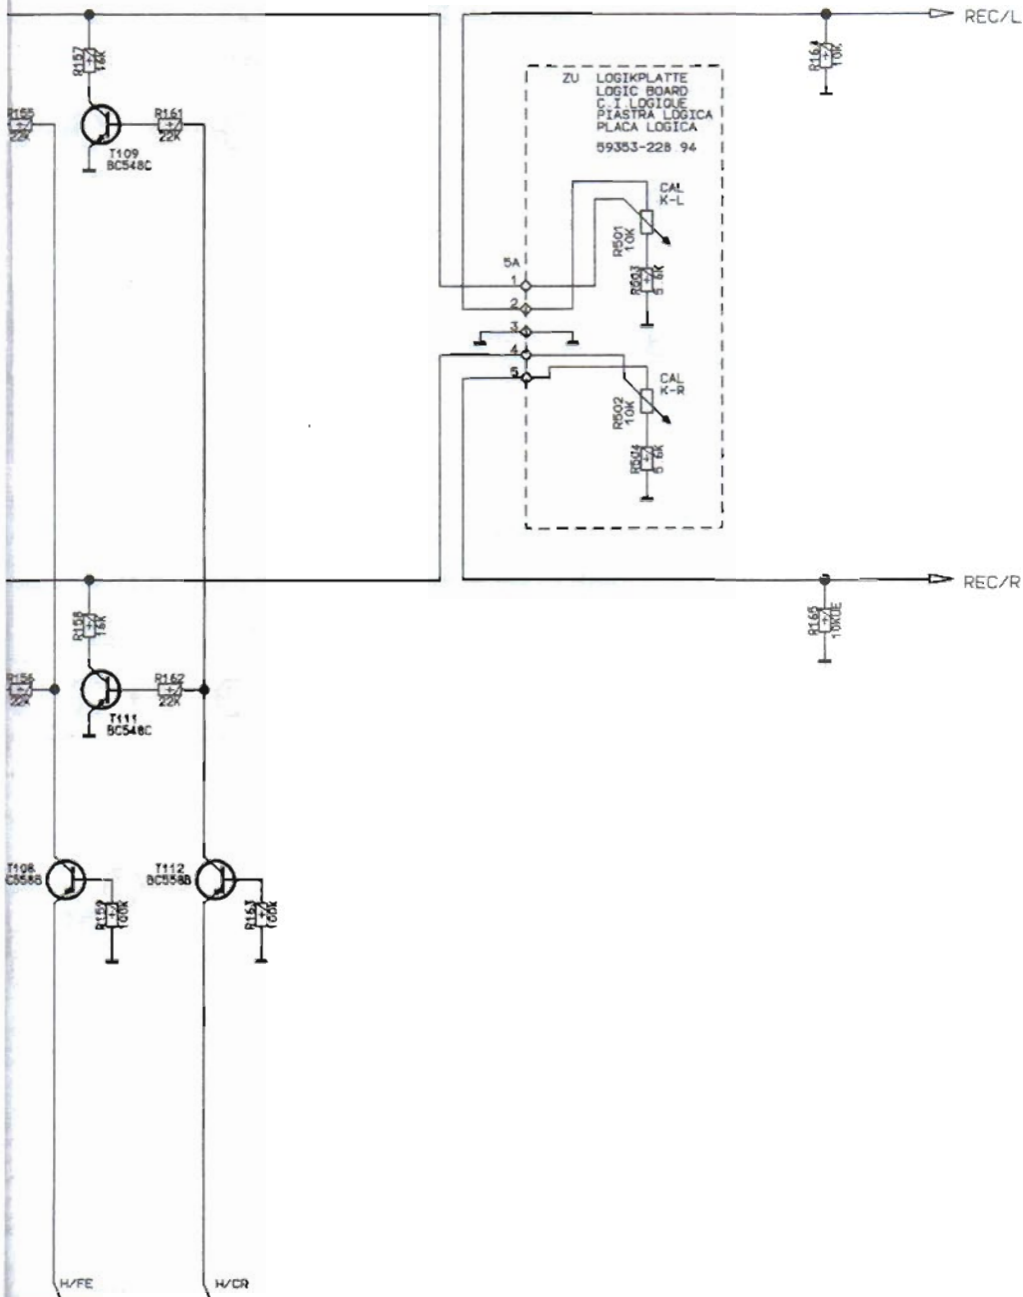 REC/L
R157
16K
R164
10K
ZU LOGIKPLATTE
LOGIC BOARD
C.I.LOGIQUE
PIASTRA LOGICA
PLACA LOGICA
59353-228.94
R155
22K
R161
22K
T109
BC548C
CAL
K-L
R501
10K
5A
1
R503
5.6K
2
3
4
5
CAL
K-R
R502
10K
R504
5.6K
REC/R
R158
16K
R165
10KUE
R156
22K
R162
22K
T111
BC548C
T108
C558B
T112
BC558B
R159
100K
R163
100K
H/FE
H/CR